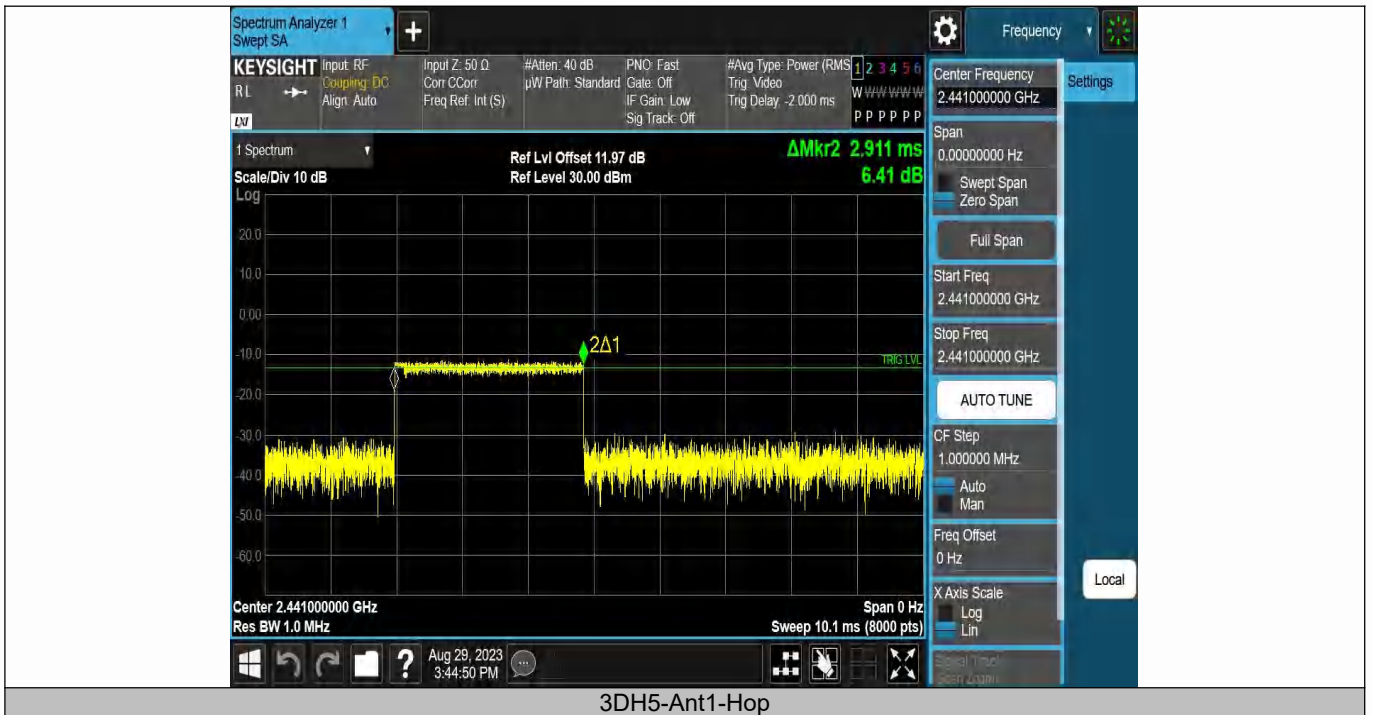 Spectrum Analyzer 1
Swept SA
Frequency
KEYSIGHT
R L
LXI
Input: RF
Coupling: DC
Align: Auto
Input Z: 50 Ω
Corr CCorr
Freq Ref: Int (S)
#Atten: 40 dB
µW Path: Standard
PNO: Fast
Gate: Off
IF Gain: Low
Sig Track: Off
#Avg Type: Power (RMS
Trig: Video
Trig Delay: -2.000 ms
1 2 3 4 5 6
W W W W W W
P P P P P P
1 Spectrum
Scale/Div 10 dB
Log
Ref Lvl Offset 11.97 dB
Ref Level 30.00 dBm
ΔMkr2 2.911 ms
6.41 dB
20.0
10.0
0.00
-10.0
-20.0
-30.0
-40.0
-50.0
-60.0
2Δ1
TRIG LVL
Center 2.441000000 GHz
Res BW 1.0 MHz
Span 0 Hz
Sweep 10.1 ms (8000 pts)
Center Frequency
2.441000000 GHz
Settings
Span
0.00000000 Hz
Swept Span
Zero Span
Full Span
Start Freq
2.441000000 GHz
Stop Freq
2.441000000 GHz
AUTO TUNE
CF Step
1.000000 MHz
Auto
Man
Freq Offset
0 Hz
X Axis Scale
Log
Lin
Local
Signal Track
?
Aug 29, 2023
3:44:50 PM
3DH5-Ant1-Hop